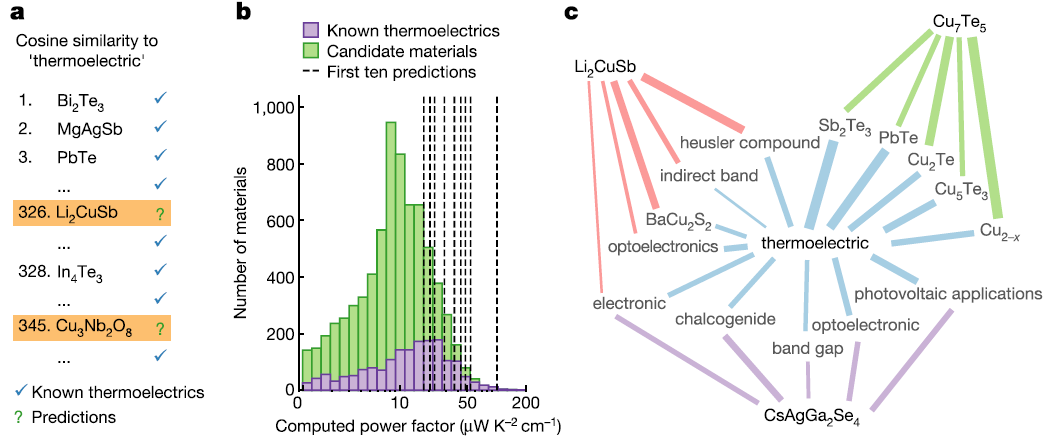 a
Cosine similarity to
'thermoelectric'
1. Bi2Te3 ✓
2. MgAgSb ✓
3. PbTe ✓
... ✓
326. Li2CuSb ?
... ✓
328. In4Te3 ✓
... ✓
345. Cu3Nb2O8 ?
... ✓
✓ Known thermoelectrics
? Predictions
b
Known thermoelectrics
Candidate materials
First ten predictions
Number of materials
1,000
800
600
400
200
0
0 10 50 200
Computed power factor (μW K−2 cm−1)
c
Cu7Te5
Li2CuSb
Sb2Te3
PbTe
heusler compound
Cu2Te
indirect band
Cu5Te3
BaCu2S2
Cu2−x
optoelectronics
thermoelectric
electronic
photovoltaic applications
chalcogenide
optoelectronic
band gap
CsAgGa2Se4